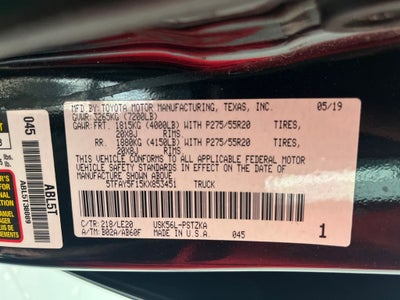 MFD.BY:TOYOTA MOTOR MANUFACTURING, TEXAS, INC. 05/19
GVWR: 3265KG (7200LB)
GAWR: FRT. 1815KG (4000LB) WITH P275/55R20 TIRES,
20X8J RIMS,
RR. 1880KG (4150LB) WITH P275/55R20 TIRES,
20X8J RIMS
THIS VEHICLE CONFORMS TO ALL APPLICABLE FEDERAL MOTOR
VEHICLE SAFETY STANDARDS IN EFFECT ON THE DATE OF
MANUFACTURE SHOWN ABOVE.
5TFAY5F15KX853451 TRUCK
C/TR:218/LE20 USK56L-PSTZKA
A/TM:B02A/AB60F MADE IN U.S.A. 045 1
045
ABL5T